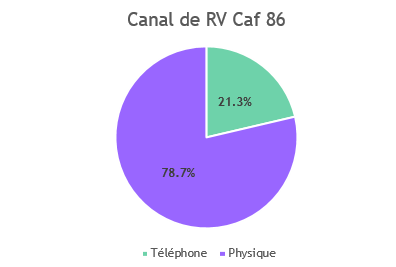 Canal de RV Caf 86
21.3%
78.7%
Téléphone Physique